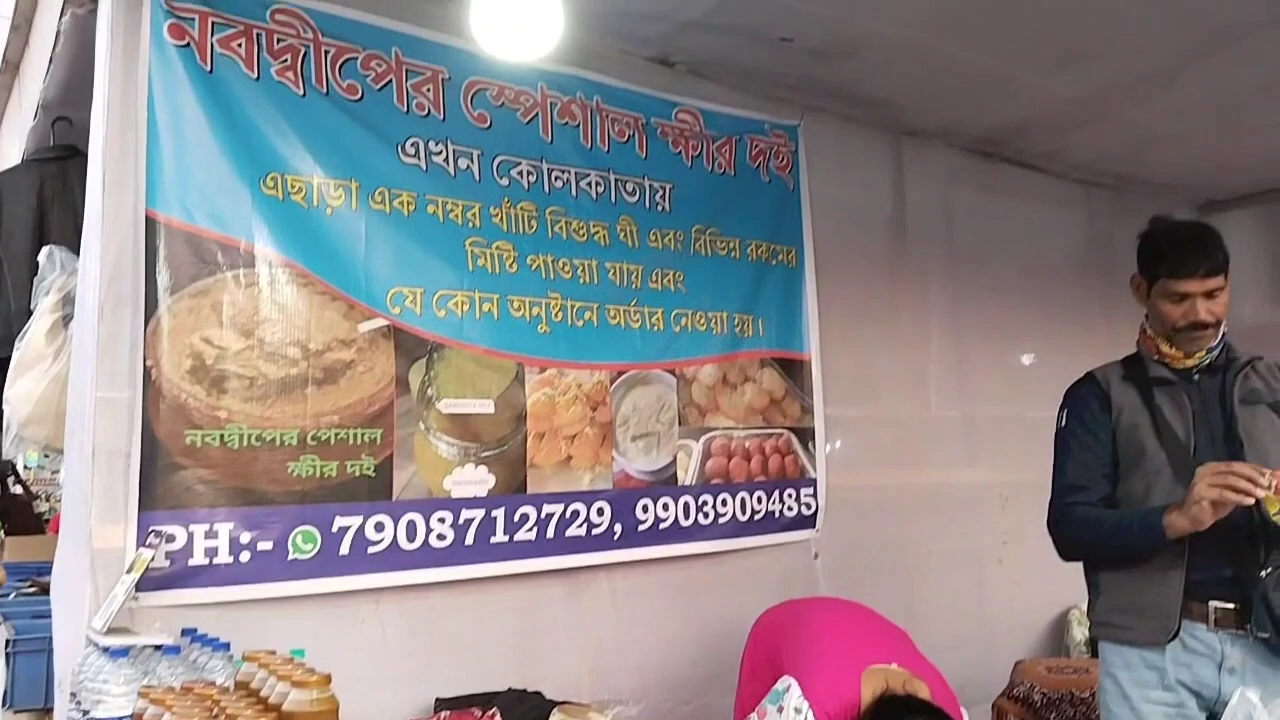 নবদ্বীপের স্পেশাল ক্ষীর দই
এখন কোলকাতায়
এছাড়া এক নম্বর খাঁটি বিশুদ্ধ ঘী এবং বিভিন্ন রকমের
মিষ্টি পাওয়া যায় এবং
যে কোন অনুষ্টানে অর্ডার নেওয়া হয়।
নবদ্বীপের পেশাল
ক্ষীর দই
PH:- 7908712729, 9903909485